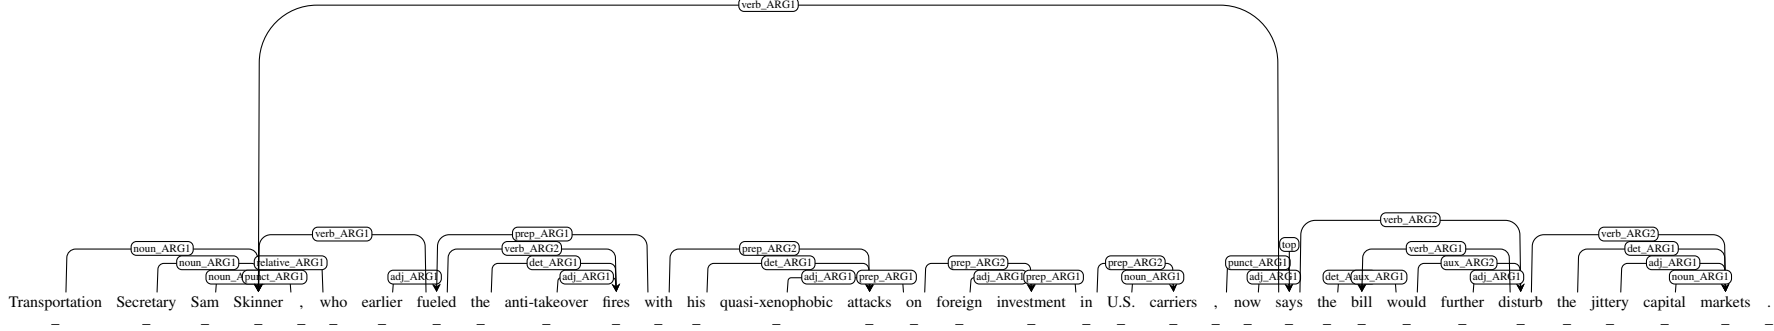 verb_ARG1
verb_ARG2
verb_ARG1 prep_ARG1 verb_ARG2
top
noun_ARG1 verb_ARG2 prep_ARG2 verb_ARG1 det_ARG1
noun_ARG1 relative_ARG1 det_ARG1 det_ARG1 prep_ARG2 prep_ARG2 punct_ARG1 aux_ARG2 adj_ARG1
noun_A punct_ARG1 adj_ARG1 adj_ARG1 adj_ARG1 prep_ARG1 adj_ARG1 prep_ARG1 noun_ARG1 adj_ARG1 det_A aux_ARG1 adj_ARG1 noun_ARG1
Transportation Secretary Sam Skinner , who earlier fueled the anti-takeover fires with his quasi-xenophobic attacks on foreign investment in U.S. carriers , now says the bill would further disturb the jittery capital markets .
_ _ _ _ _ _ _ _ _ _ _ _ _ _ _ _ _ _ _ _ _ _ _ _ _ _ _ _ _ _ _ _ _ _